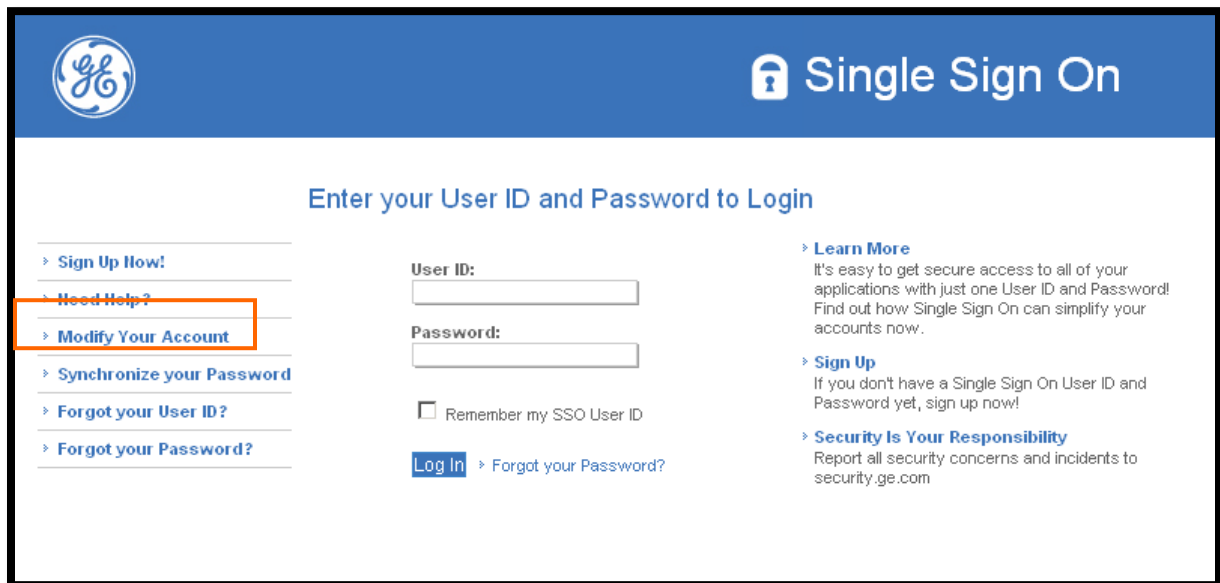 GE
Single Sign On
Enter your User ID and Password to Login
Sign Up Now!
Need Help?
Modify Your Account
Synchronize your Password
Forgot your User ID?
Forgot your Password?
User ID:
Password:
Remember my SSO User ID
Log In
Forgot your Password?
Learn More
It's easy to get secure access to all of your
applications with just one User ID and Password!
Find out how Single Sign On can simplify your
accounts now.
Sign Up
If you don't have a Single Sign On User ID and
Password yet, sign up now!
Security Is Your Responsibility
Report all security concerns and incidents to
security.ge.com